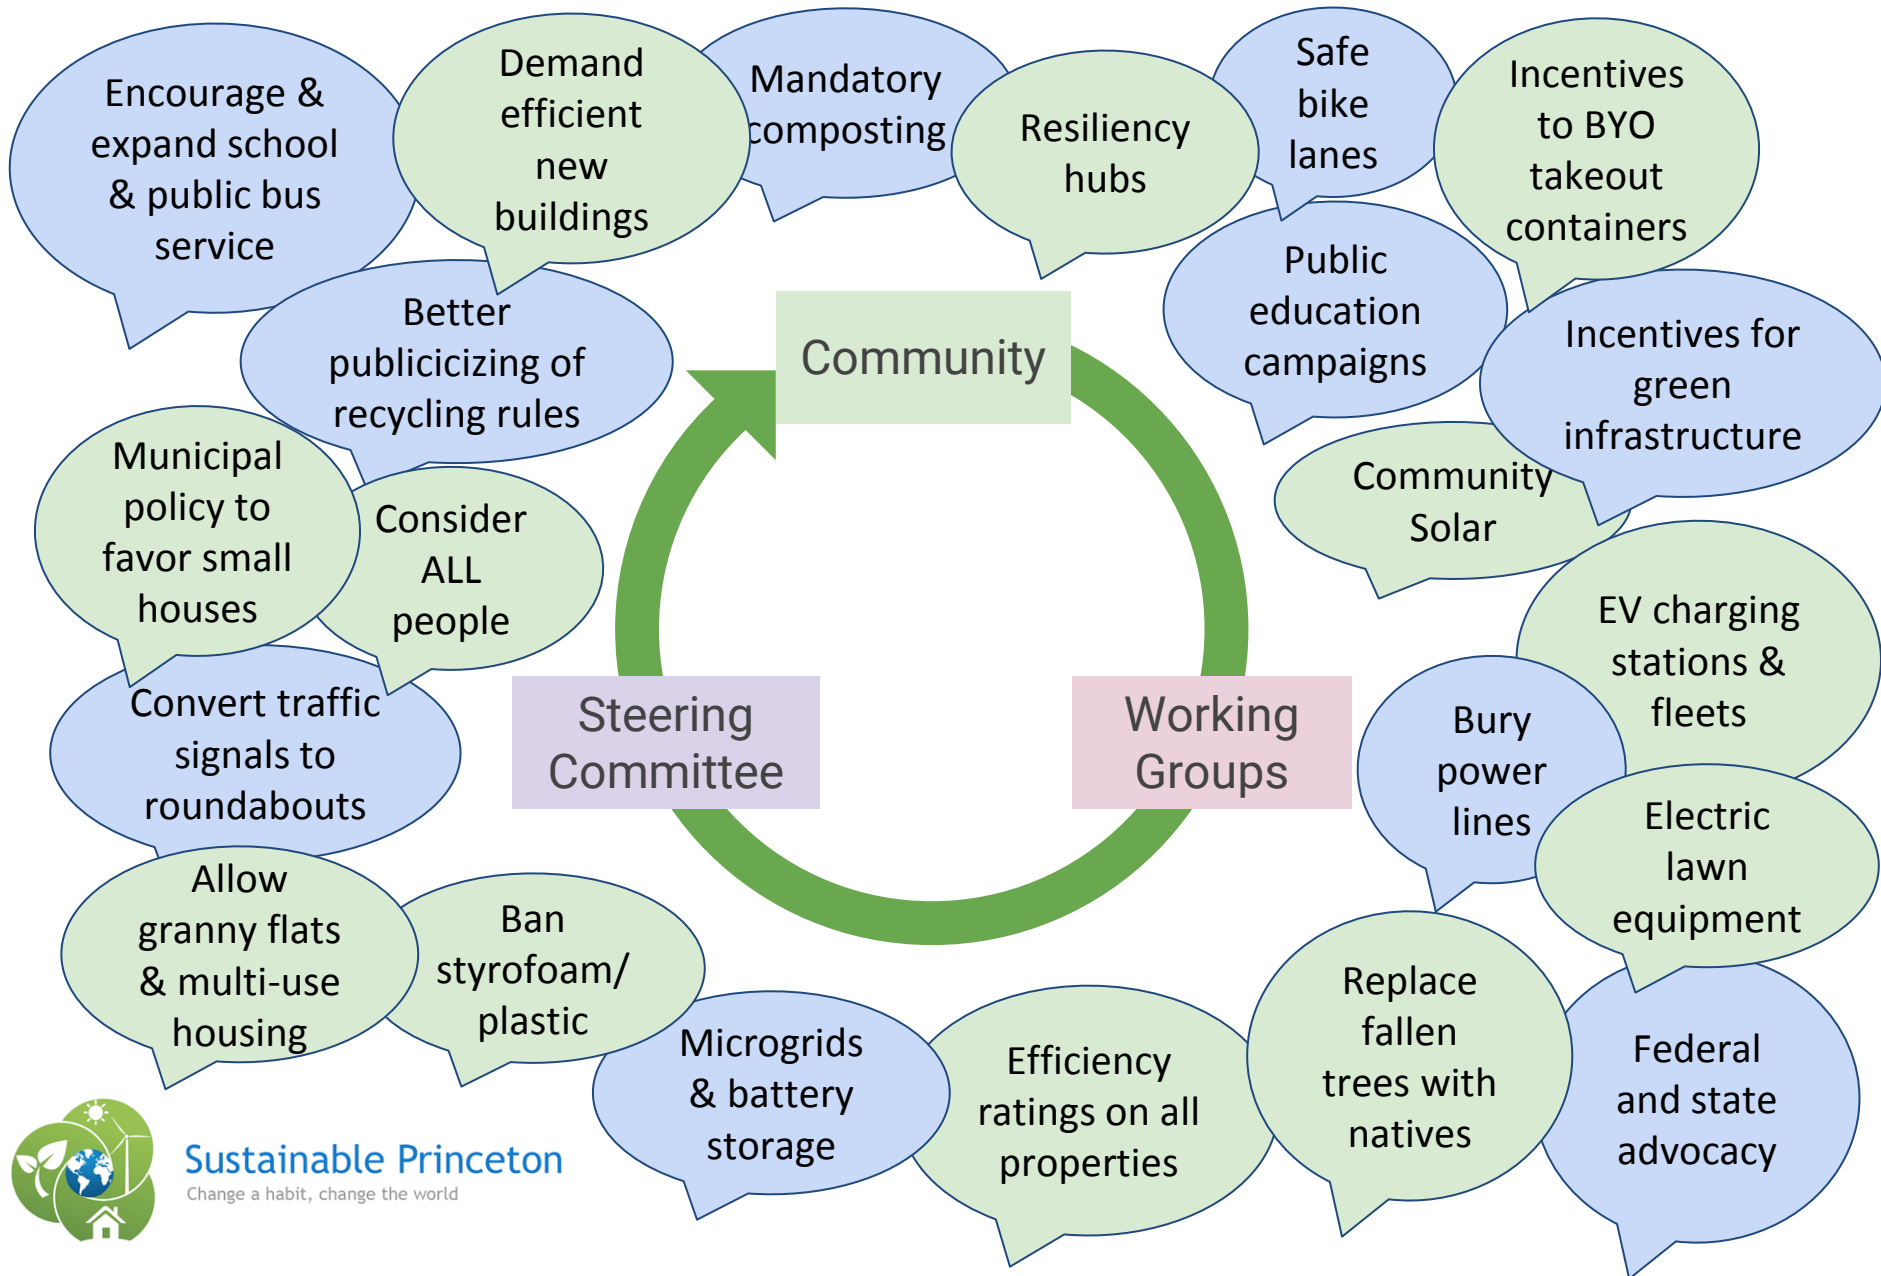 Encourage &
expand school
& public bus
service
Demand
efficient
new
buildings
Mandatory
composting
Resiliency
hubs
Safe
bike
lanes
Incentives
to BYO
takeout
containers
Better
publicicizing of
recycling rules
Community
Public
education
campaigns
Incentives for
green
infrastructure
Municipal
policy to
favor small
houses
Consider
ALL
people
Community
Solar
EV charging
stations &
fleets
Convert traffic
signals to
roundabouts
Steering
Committee
Working
Groups
Bury
power
lines
Electric
lawn
equipment
Allow
granny flats
& multi-use
housing
Ban
styrofoam/
plastic
Microgrids
& battery
storage
Efficiency
ratings on all
properties
Replace
fallen
trees with
natives
Federal
and state
advocacy
Sustainable Princeton
Change a habit, change the world